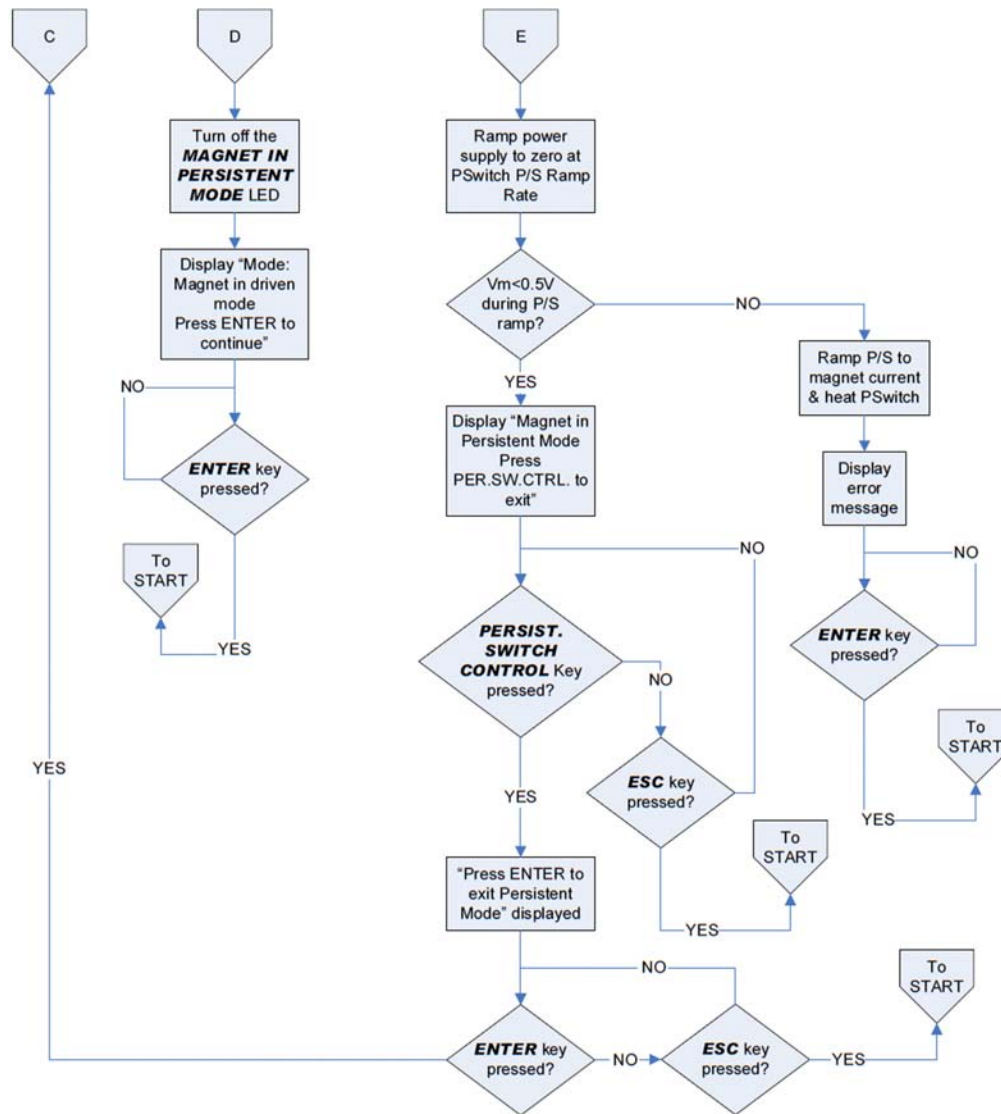 C
D
E
Turn off the
MAGNET IN
PERSISTENT
MODE LED
Display “Mode:
Magnet in driven
mode
Press ENTER to
continue”
NO
ENTER key
pressed?
To
START
YES
Ramp power
supply to zero at
PSwitch P/S Ramp
Rate
Vm<0.5V
during P/S
ramp?
NO
YES
Ramp P/S to
magnet current
& heat PSwitch
Display
error
message
NO
ENTER key
pressed?
To
START
YES
Display “Magnet in
Persistent Mode
Press
PER.SW.CTRL. to
exit”
NO
PERSIST.
SWITCH
CONTROL Key
pressed?
NO
ESC key
pressed?
To
START
YES
YES
YES
“Press ENTER to
exit Persistent
Mode” displayed
NO
ENTER key
pressed?
NO
ESC key
pressed?
YES
To
START